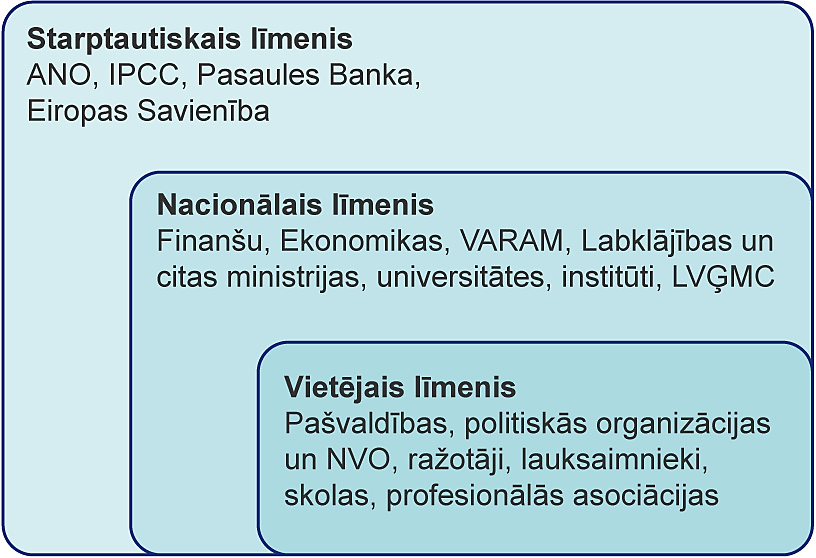 Starptautiskais līmenis
ANO, IPCC, Pasaules Banka,
Eiropas Savienība
Nacionālais līmenis
Finanšu, Ekonomikas, VARAM, Labklājības un
citas ministrijas, universitātes, institūti, LVĢMC
Vietējais līmenis
Pašvaldības, politiskās organizācijas
un NVO, ražotāji, lauksaimnieki,
skolas, profesionālās asociācijas